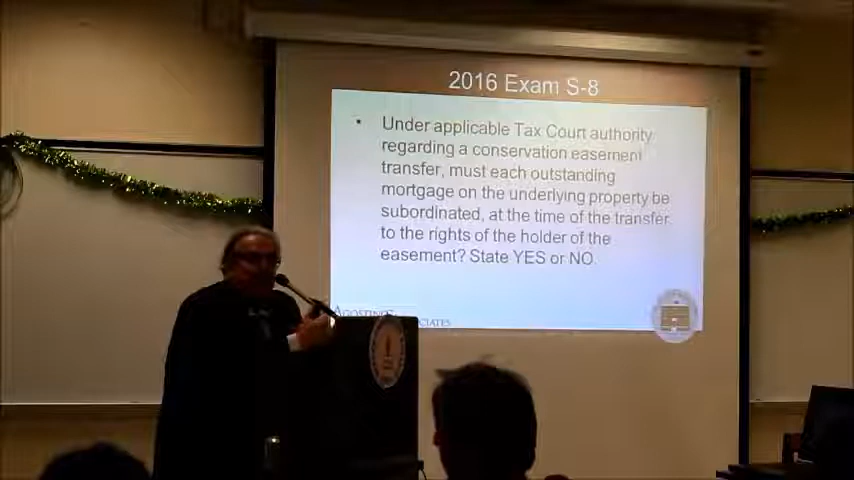 2016 Exam S-8
• Under applicable Tax Court authority
regarding a conservation easement
transfer, must each outstanding
mortgage on the underlying property be
subordinated, at the time of the transfer,
to the rights of the holder of the
easement? State YES or NO.